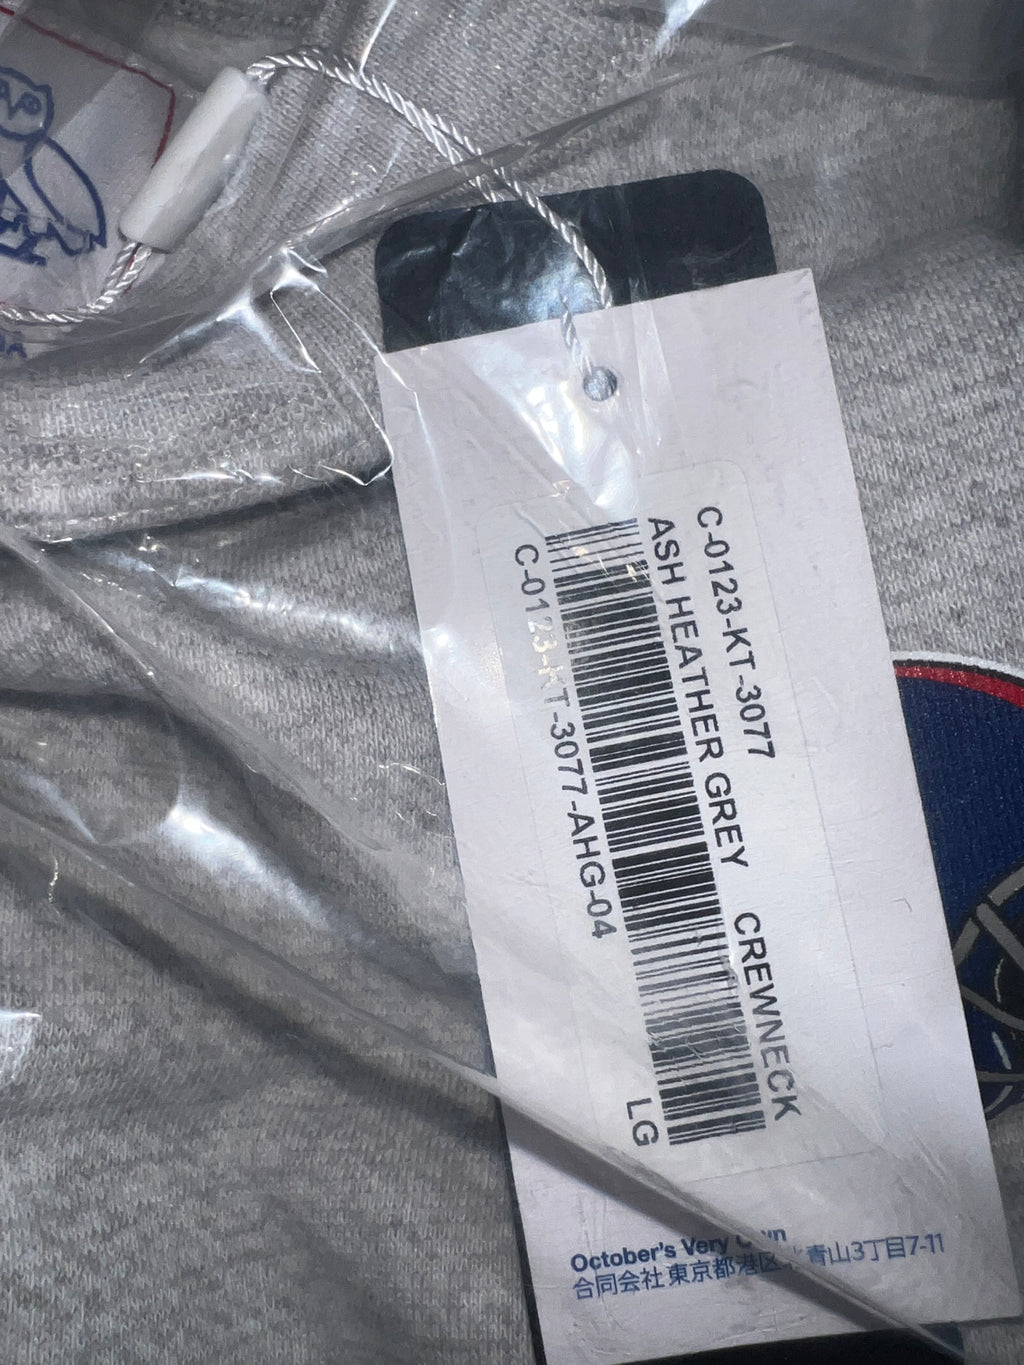 C-0123-KT-3077
ASH HEATHER GREY CREWNECK
C-0123-KT-3077-AHG-04
LG
October's Very Own
合同会社 東京都港区 青山3丁目7-11